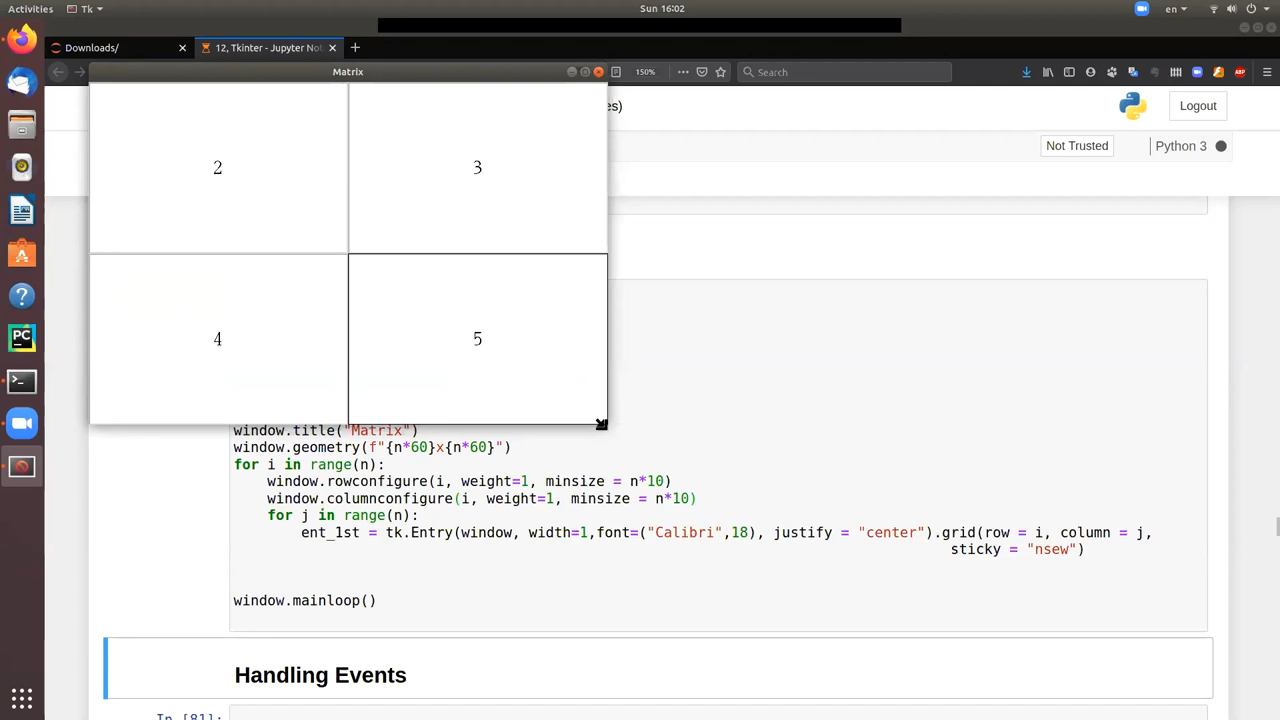 Activities
Tk
Sun 16:02
en
Downloads/
12, Tkinter - Jupyter Not
Matrix
150%
Search
es)
Logout
Not Trusted
Python 3
2
3
4
5
window.title("Matrix")
window.geometry(f"{n*60}x{n*60}")
for i in range(n):
window.rowconfigure(i, weight=1, minsize = n*10)
window.columnconfigure(i, weight=1, minsize = n*10)
for j in range(n):
ent_1st = tk.Entry(window, width=1,font=("Calibri",18), justify = "center").grid(row = i, column = j,
sticky = "nsew")
window.mainloop()
Handling Events
In [81]: